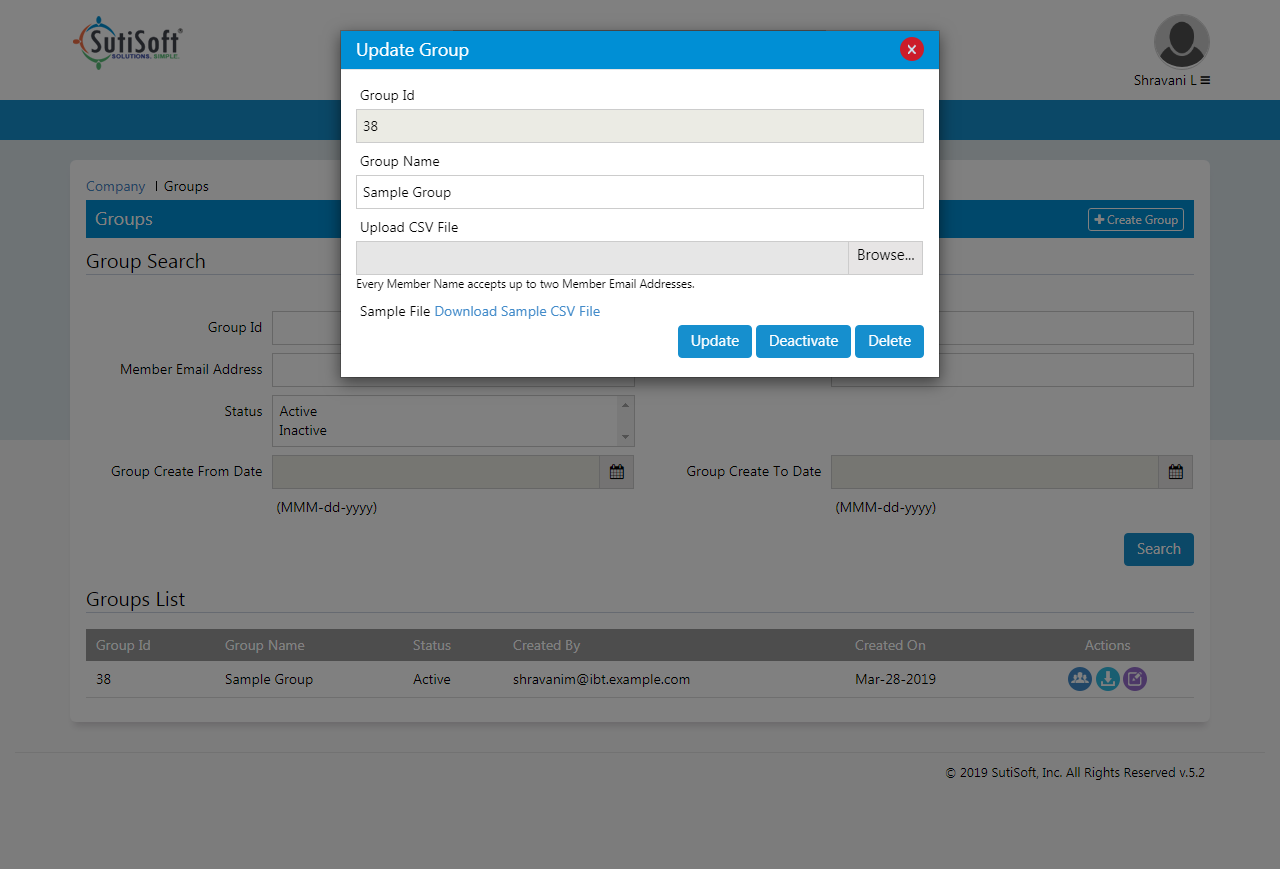 SutiSoft®
SOLUTIONS. SIMPLE.
Shravani L
Update Group
Group Id
38
Group Name
Sample Group
Upload CSV File
Browse...
Every Member Name accepts up to two Member Email Addresses.
Sample File Download Sample CSV File
Update Deactivate Delete
Company | Groups
Groups
Create Group
Group Search
Group Id
Member Email Address
Status
Active
Inactive
Group Create From Date
Group Create To Date
(MMM-dd-yyyy)
(MMM-dd-yyyy)
Search
Groups List
Group Id Group Name Status Created By Created On Actions
38 Sample Group Active shravanim@ibt.example.com Mar-28-2019
© 2019 SutiSoft, Inc. All Rights Reserved v.5.2